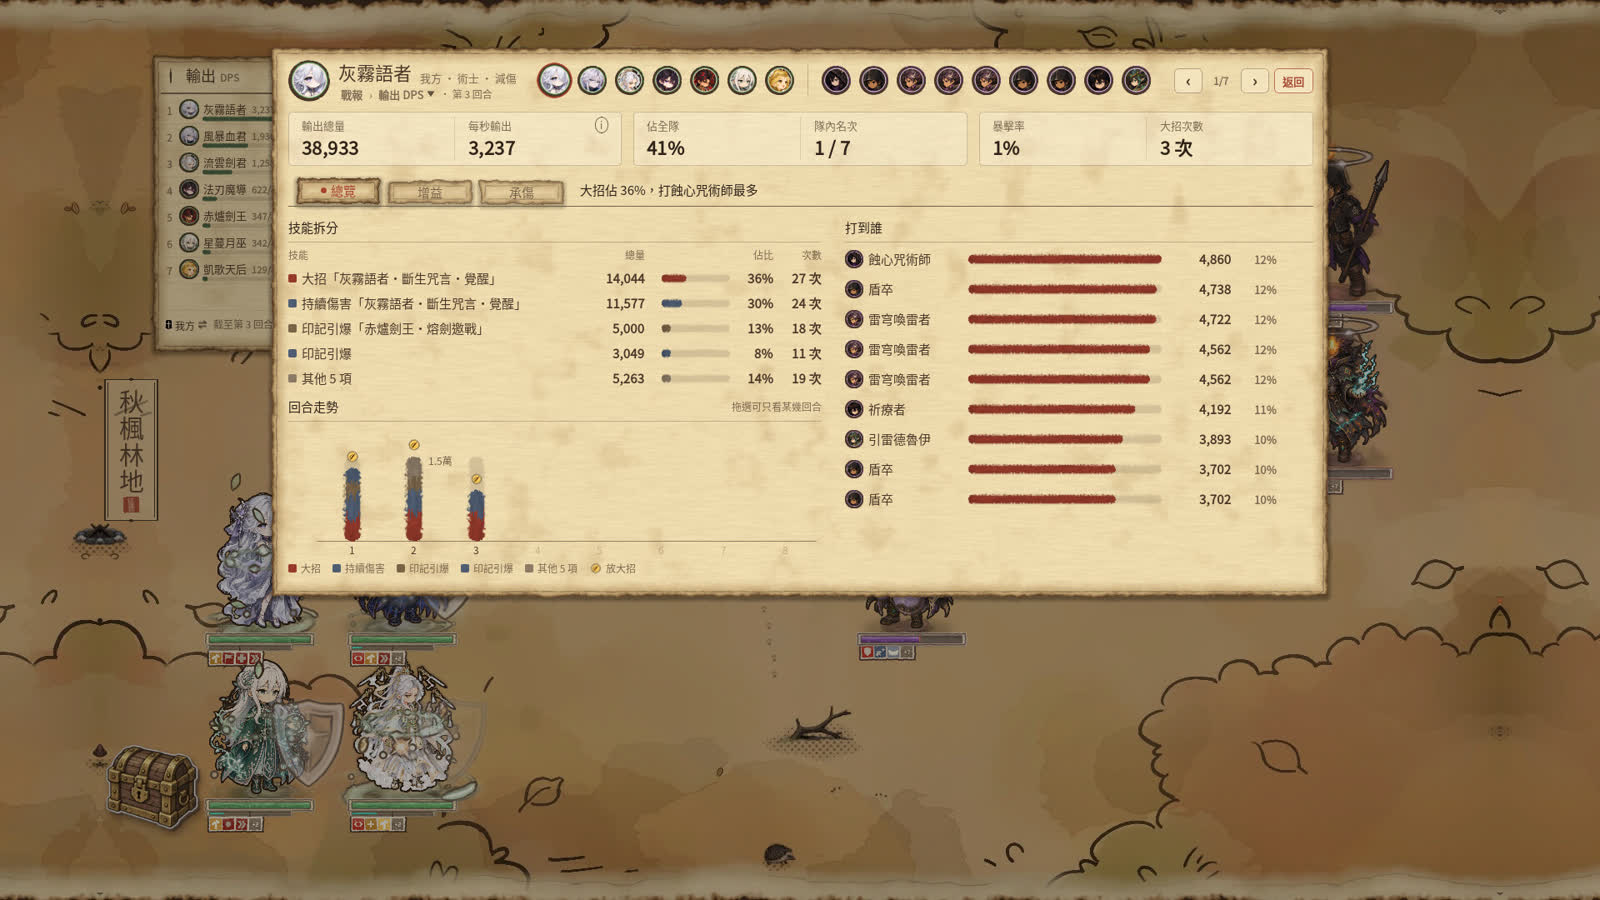 輸出 DPS
1 灰霧語者 3,23
2 風暴血君 1,93
3 流雲劍君 1,25
4 法刃魔導 622/
5 赤爐劍王 347/
6 星蔓月巫 342/
7 凱歌天后 129/
我方 ⇌ 截至第 3 回合
灰霧語者 我方・術士・減傷
戰報 › 輸出 DPS ▼ ・第 3 回合
‹ 1/7 › 返回
輸出總量 每秒輸出
38,933 3,237
佔全隊 隊內名次
41% 1 / 7
暴擊率 大招次數
1% 3 次
總覽 增益 承傷 大招佔 36%，打蝕心咒術師最多
技能拆分
技能 總量 佔比 次數
大招「灰霧語者・斷生咒言・覺醒」 14,044 36% 27 次
持續傷害「灰霧語者・斷生咒言・覺醒」 11,577 30% 24 次
印記引爆「赤爐劍王・熔劍邀戰」 5,000 13% 18 次
印記引爆 3,049 8% 11 次
其他 5 項 5,263 14% 19 次
回合走勢 拖選可只看某幾回合
1.5萬
1 2 3 4 5 6 7 8
大招 持續傷害 印記引爆 印記引爆 其他 5 項 放大招
打到誰
蝕心咒術師 4,860 12%
盾卒 4,738 12%
雷穹喚雷者 4,722 12%
雷穹喚雷者 4,562 12%
雷穹喚雷者 4,562 12%
祈療者 4,192 11%
引雷德魯伊 3,893 10%
盾卒 3,702 10%
盾卒 3,702 10%
秋楓林地